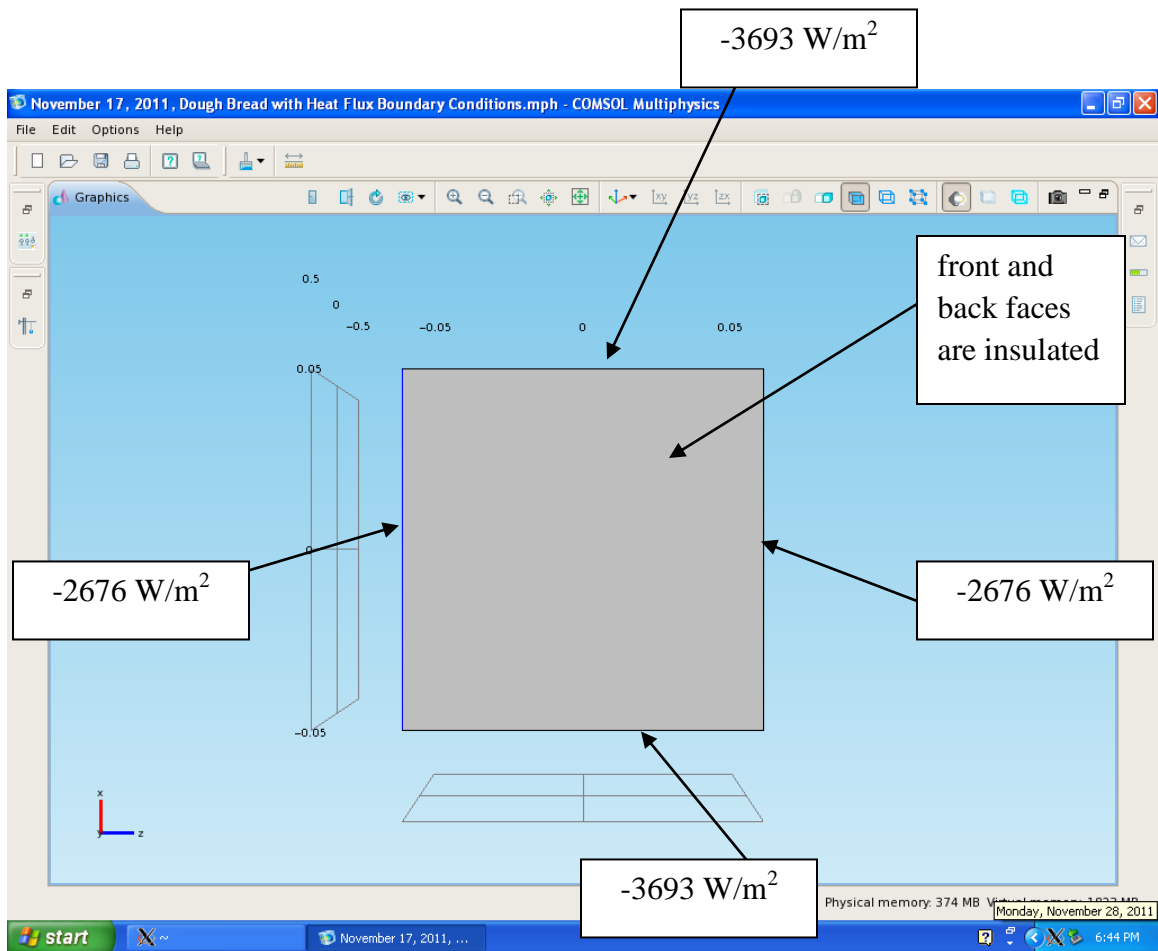 -3693 W/m²
November 17, 2011, Dough Bread with Heat Flux Boundary Conditions.mph - COMSOL Multiphysics
File Edit Options Help
Graphics
xy yz zx
front and
back faces
are insulated
0.5
0
-0.5
-0.05 0 0.05
0.05
0
-0.05
-2676 W/m²
-2676 W/m²
x
y z
-3693 W/m²
Physical memory: 374 MB
Monday, November 28, 2011
start
~
November 17, 2011, ...
6:44 PM